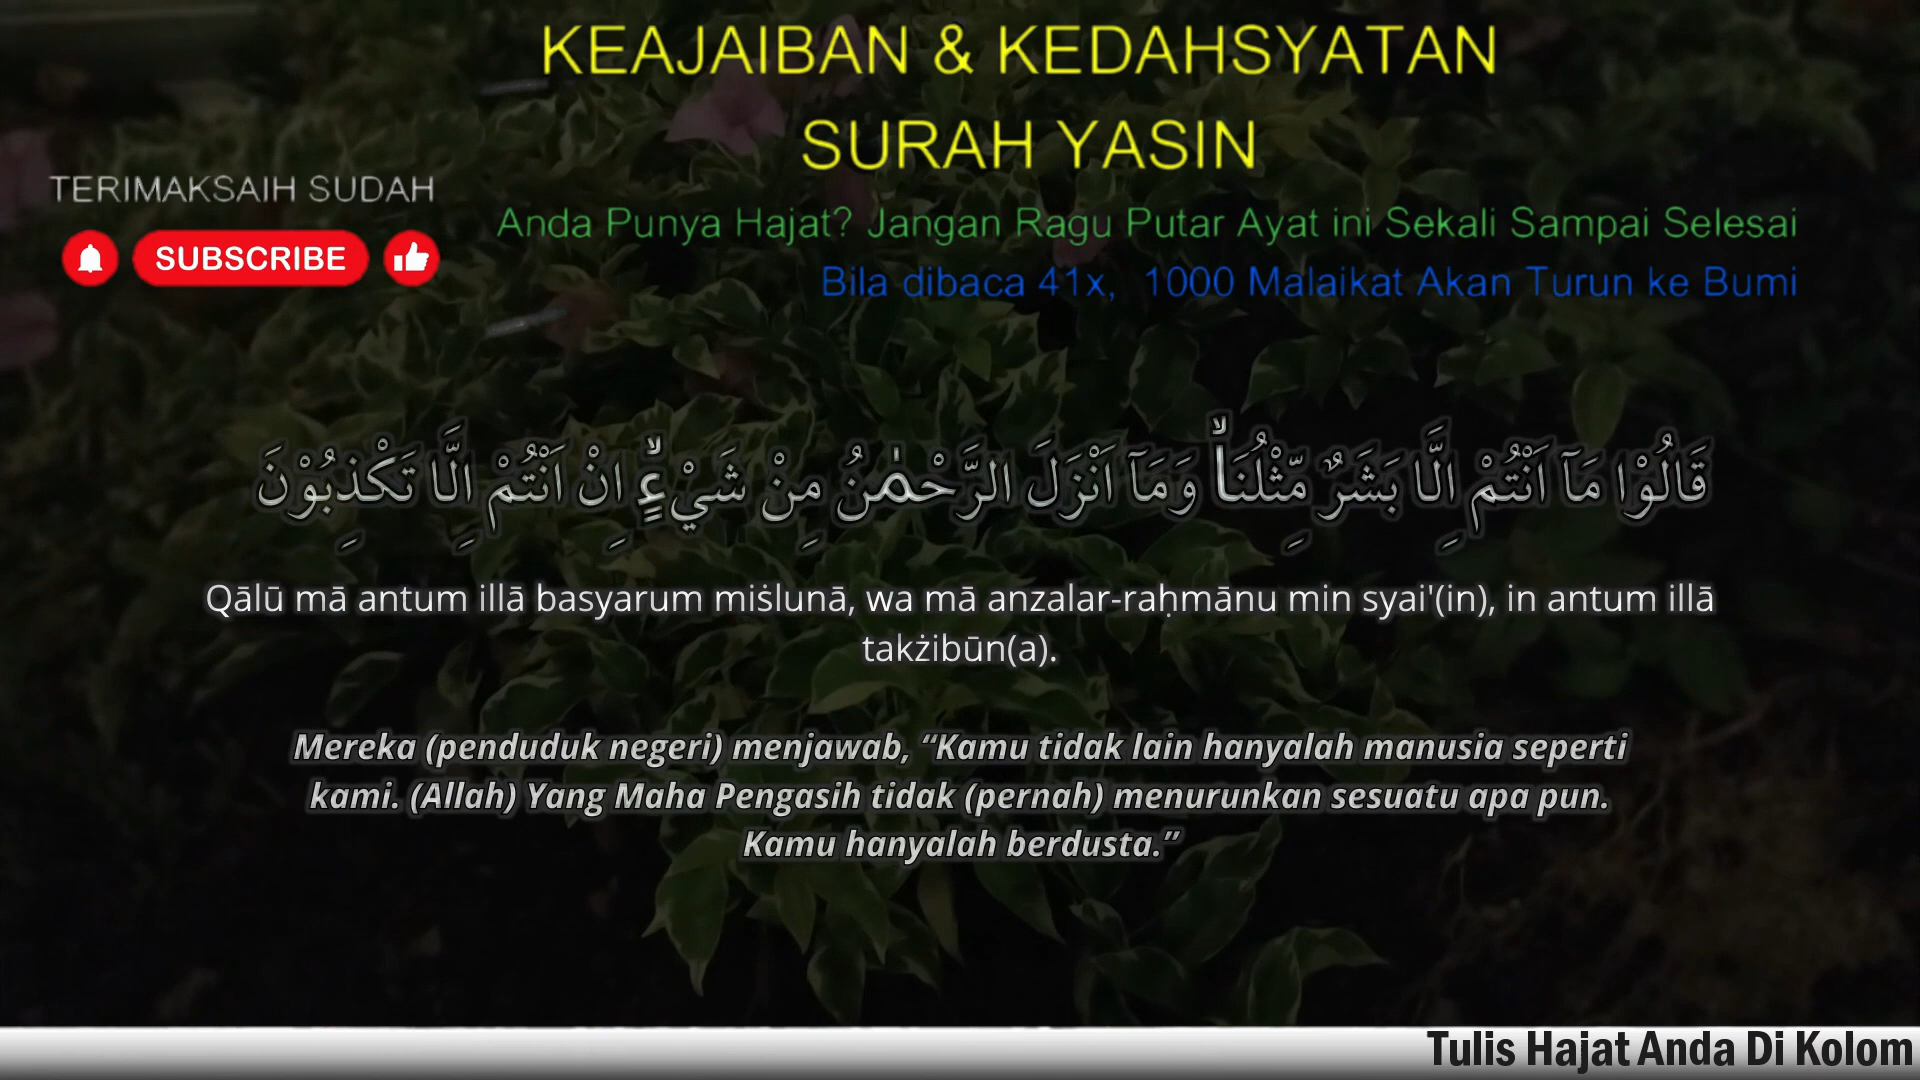 KEAJAIBAN & KEDAHSYATAN
SURAH YASIN
TERIMAKSAIH SUDAH
SUBSCRIBE
Anda Punya Hajat? Jangan Ragu Putar Ayat ini Sekali Sampai Selesai
Bila dibaca 41x, 1000 Malaikat Akan Turun ke Bumi
قَالُوْا مَآ اَنْتُمْ اِلَّا بَشَرٌ مِّثْلُنَاۙ وَمَآ اَنْزَلَ الرَّحْمٰنُ مِنْ شَيْءٍۙ اِنْ اَنْتُمْ اِلَّا تَكْذِبُوْنَ
Qālū mā antum illā basyarum miṡlunā, wa mā anzalar-raḥmānu min syai'(in), in antum illā
takżibūn(a).
Mereka (penduduk negeri) menjawab, “Kamu tidak lain hanyalah manusia seperti
kami. (Allah) Yang Maha Pengasih tidak (pernah) menurunkan sesuatu apa pun.
Kamu hanyalah berdusta.”
Tulis Hajat Anda Di Kolom